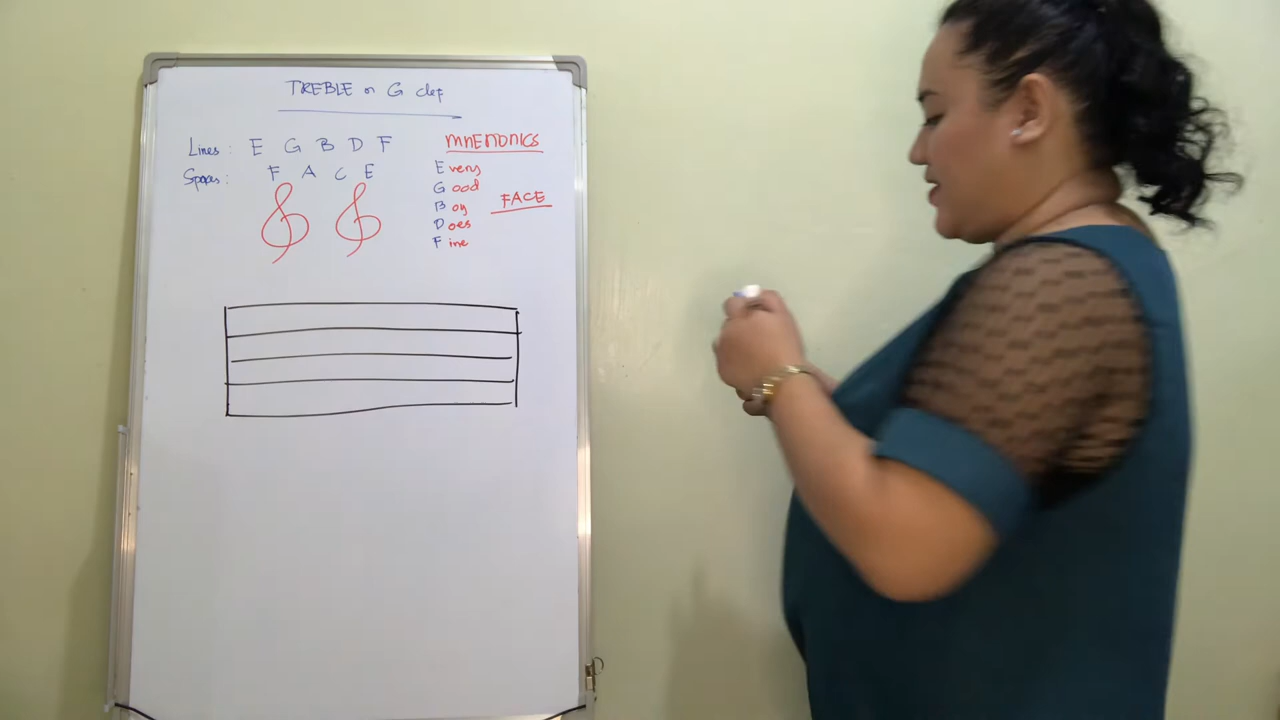 TREBLE or G clef
Lines: E G B D F
Spaces: F A C E
MNEMONICS
Every
Good
Boy
Does
Fine
FACE